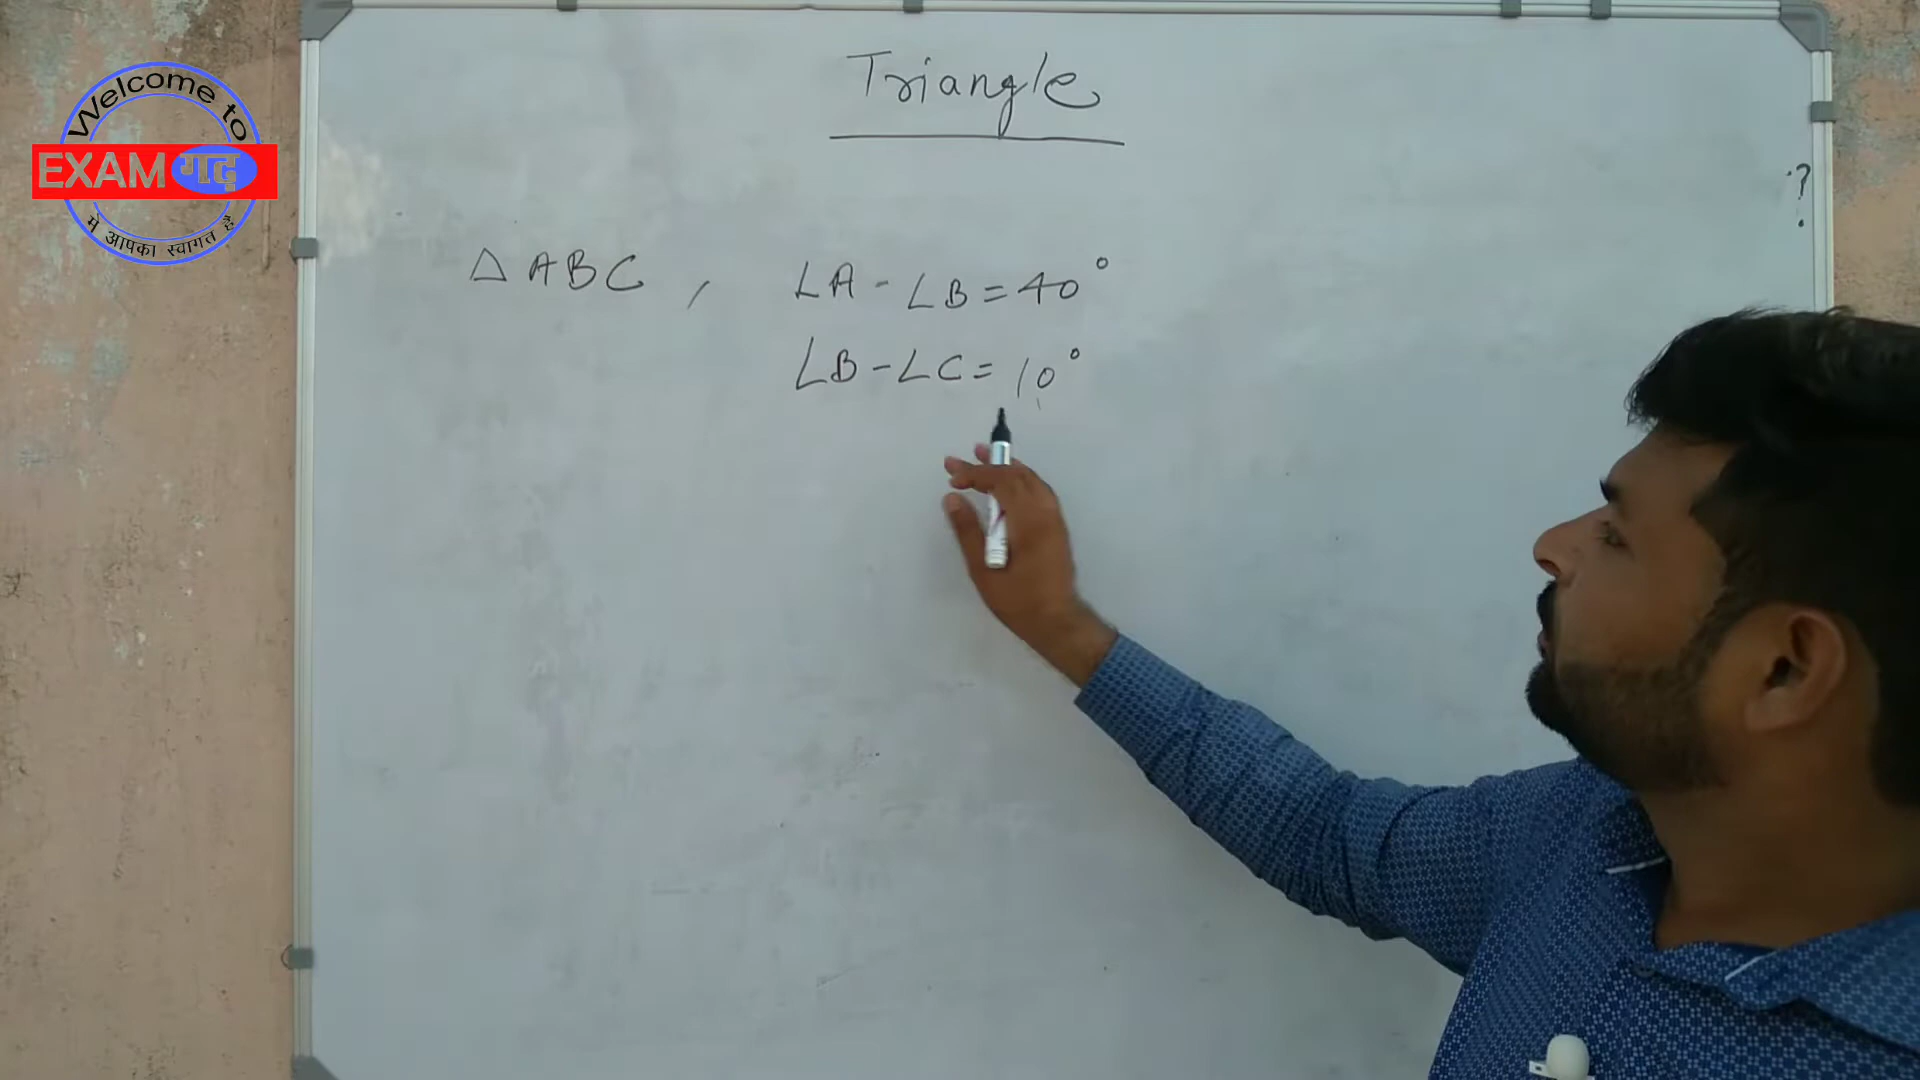 Welcome to
EXAM गढ़
मे आपका स्वागत है
Triangle
?
△ABC, ∠A - ∠B = 40°
∠B - ∠C = 10°